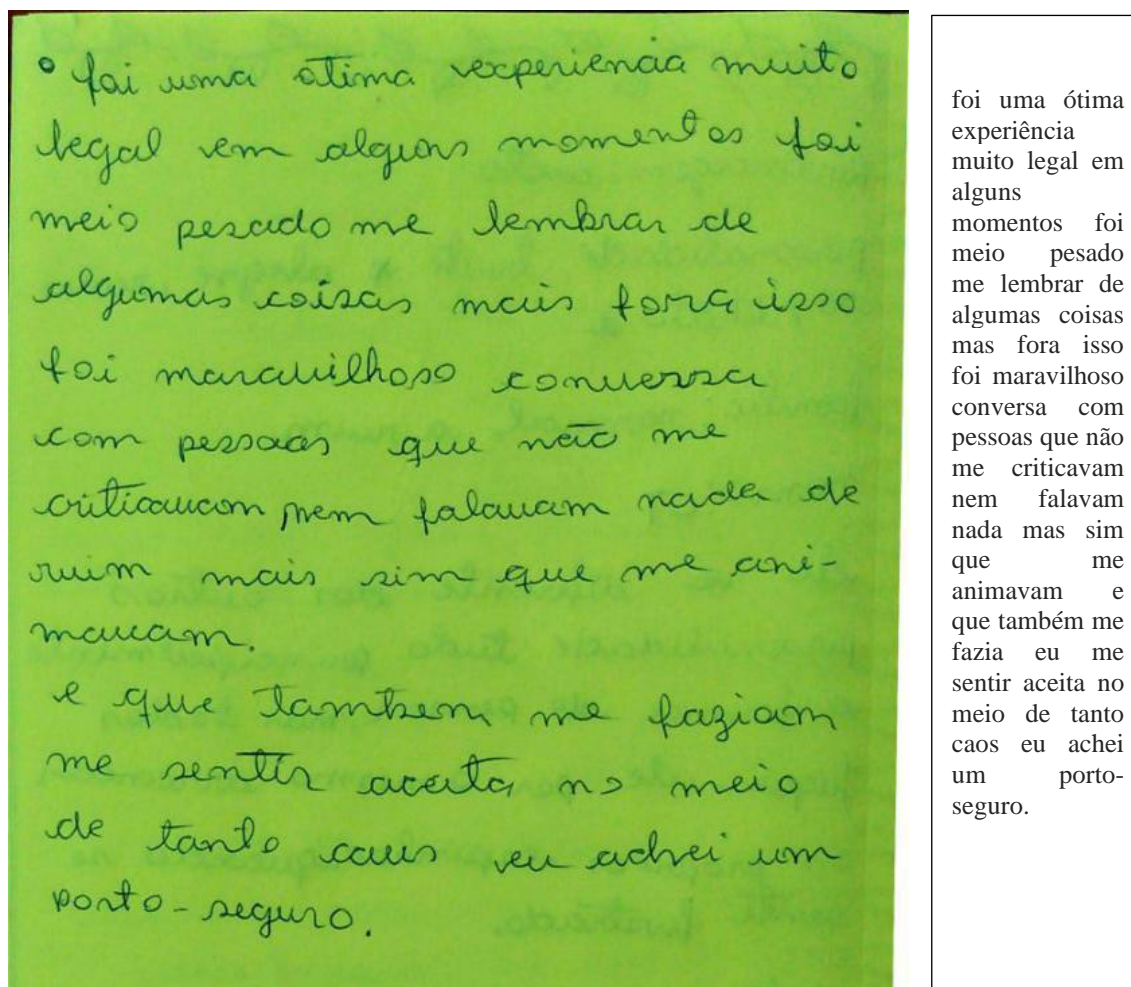 foi uma otima experiencia muito
legal em alguns momentos foi
meio pesado me lembrar de
algumas coisas mais fora isso
foi maravilhoso conversa
com pessoas que não me
criticavam nem falavam nada de
ruim mais sim que me ani-
mavam.
e que tambem me faziam
me sentir aceita no meio
de tanto caus eu achei um
porto-seguro.
foi uma ótima
experiência
muito legal em
alguns
momentos foi
meio pesado
me lembrar de
algumas coisas
mas fora isso
foi maravilhoso
conversa com
pessoas que não
me criticavam
nem falavam
nada mas sim
que me
animavam e
que também me
fazia eu me
sentir aceita no
meio de tanto
caos eu achei
um porto-
seguro.